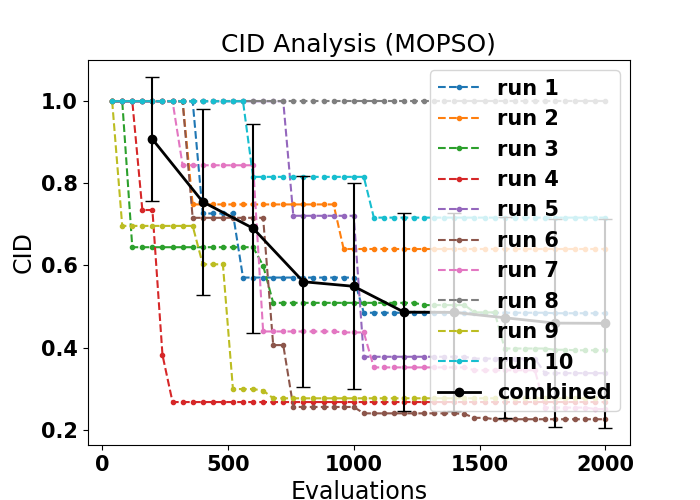 CID Analysis (MOPSO)
CID
1.0
0.8
0.6
0.4
0.2
0
500
1000
1500
2000
Evaluations
run 1
run 2
run 3
run 4
run 5
run 6
run 7
run 8
run 9
run 10
combined